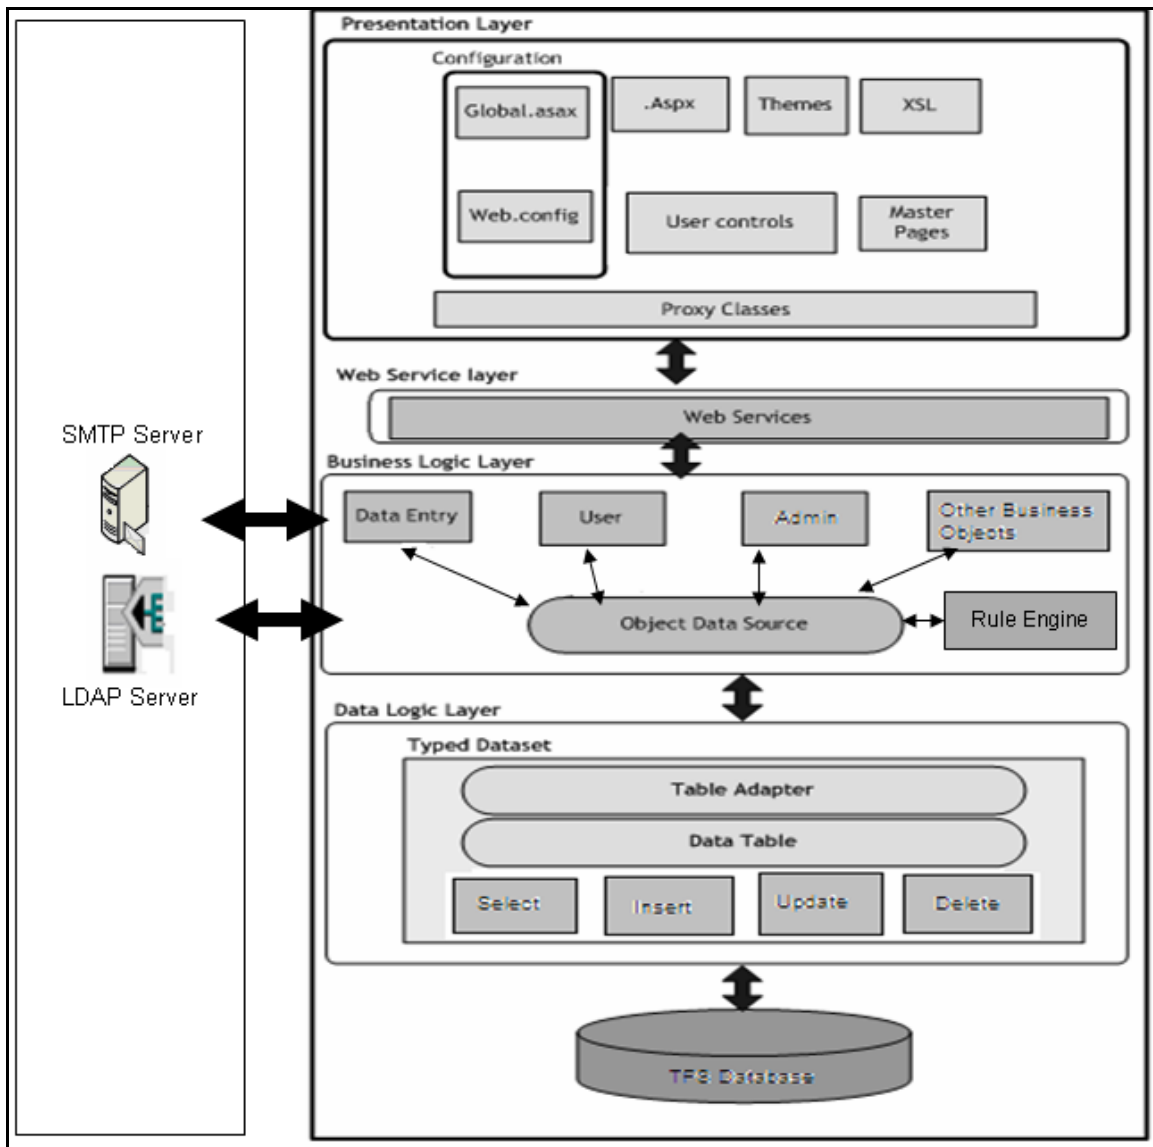 Presentation Layer
Configuration
Global.asax
.Aspx
Themes
XSL
Web.config
User controls
Master
Pages
Proxy Classes
Web Service layer
Web Services
SMTP Server
LDAP Server
Business Logic Layer
Data Entry
User
Admin
Other Business
Objects
Object Data Source
Rule Engine
Data Logic Layer
Typed Dataset
Table Adapter
Data Table
Select
Insert
Update
Delete
Database